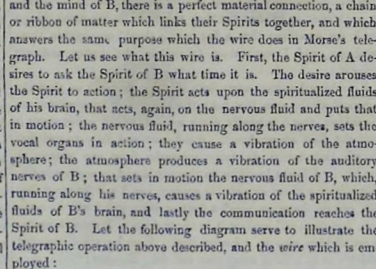 and the mind of B, there is a perfect material connection, a chain
or ribbon of matter which links their Spirits together, and which
answers the same purpose which the wire does in Morse's tele-
graph. Let us see what this wire is. First, the Spirit of A de-
sires to ask the Spirit of B what time it is. The desire arouses
the Spirit to action; the Spirit acts upon the spiritualized fluids
of his brain, that acts, again, on the nervous fluid and puts that
in motion; the nervous fluid, running along the nerves, sets the
vocal organs in action; they cause a vibration of the atmo-
sphere; the atmosphere produces a vibration of the auditory
nerves of B; that sets in motion the nervous fluid of B, which,
running along his nerves, causes a vibration of the spiritualized
fluids of B's brain, and lastly the communication reaches the
Spirit of B. Let the following diagram serve to illustrate the
telegraphic operation above described, and the wire which is em
ployed: